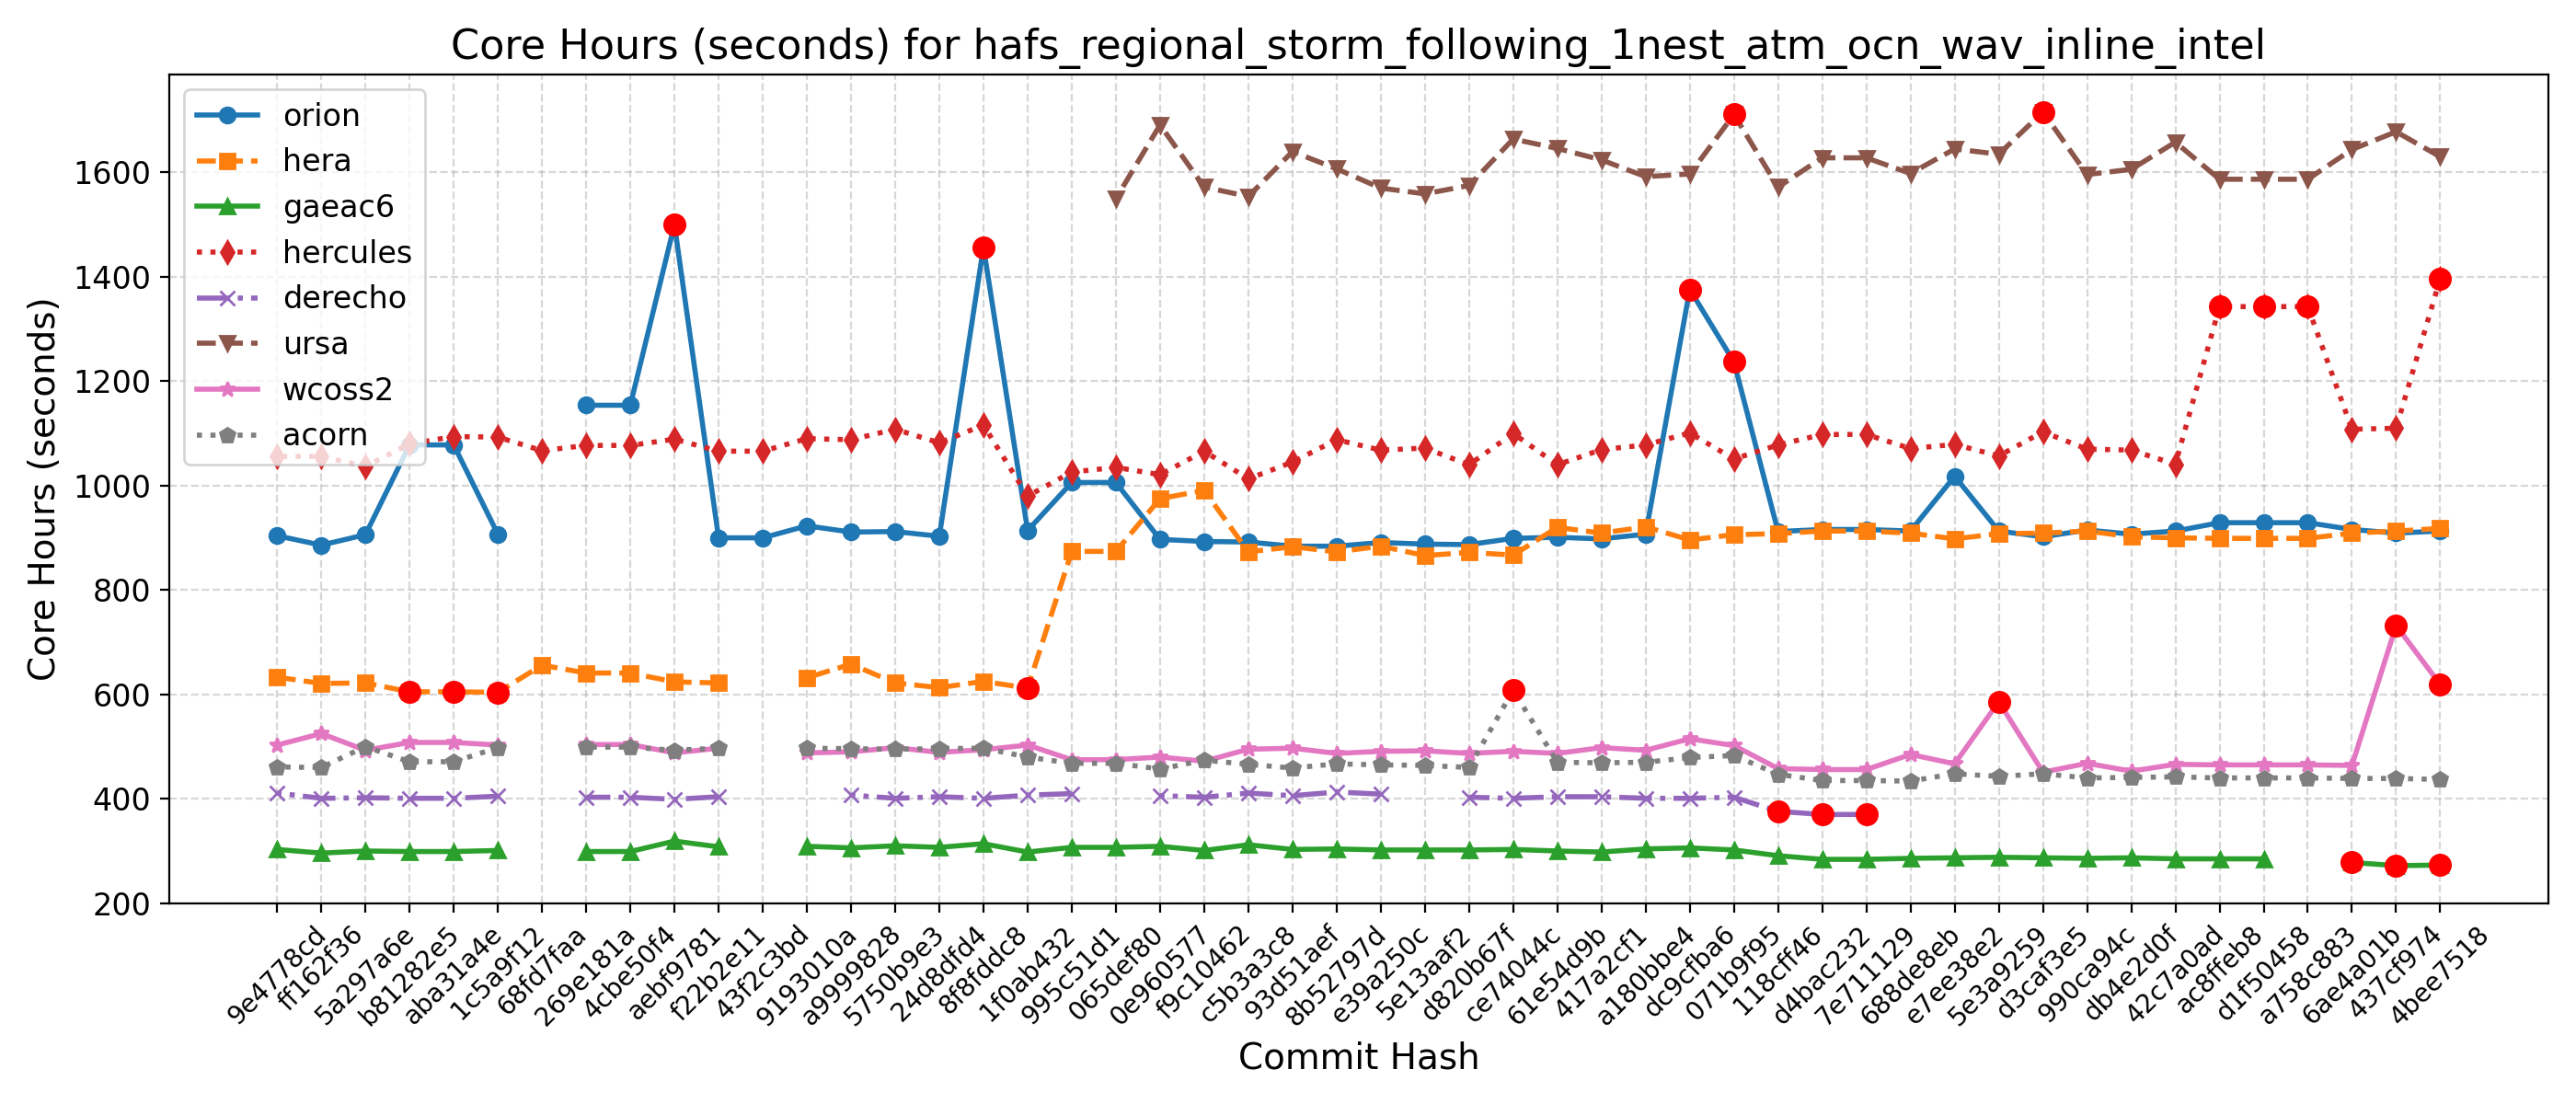 Core Hours (seconds) for hafs_regional_storm_following_1nest_atm_ocn_wav_inline_intel
orion
hera
gaeac6
hercules
derecho
ursa
wcoss2
acorn
Core Hours (seconds)
1600
1400
1200
1000
800
600
400
200
9e4778cd
ff162f36
5a297a6e
b81282e5
aba31a4e
1c5a9f12
68fd7faa
269e181a
4cbe50f4
aebf9781
f22b2e11
43f2c3bd
9193010a
a9999828
5750b9e3
24d8dfd4
8f8fddc8
1f0ab432
995c51d1
065def80
0e960577
f9c10462
c5b3a3c8
93d51aef
8b52797d
e39a250c
5e13aaf2
d820b67f
ce74044c
61e54d9b
417a2cf1
a180bbe4
dc9cfba6
071b9f95
118cff46
d4bac232
7e711129
688de8eb
e7ee38e2
5e3a9259
d3caf3e5
990ca94c
db4e2d0f
42c7a0ad
ac8ffeb8
d1f50458
a758c883
6ae4a01b
437cf974
4bee7518
Commit Hash